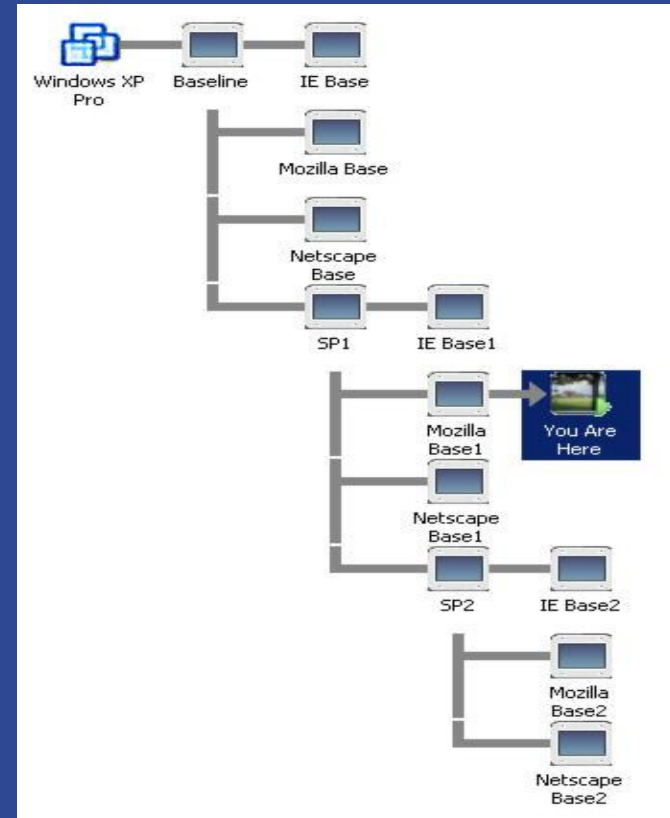 Windows XP
Pro
Baseline
IE Base
Mozilla Base
Netscape
Base
SP1
IE Base1
Mozilla
Base1
You Are
Here
Netscape
Base1
SP2
IE Base2
Mozilla
Base2
Netscape
Base2